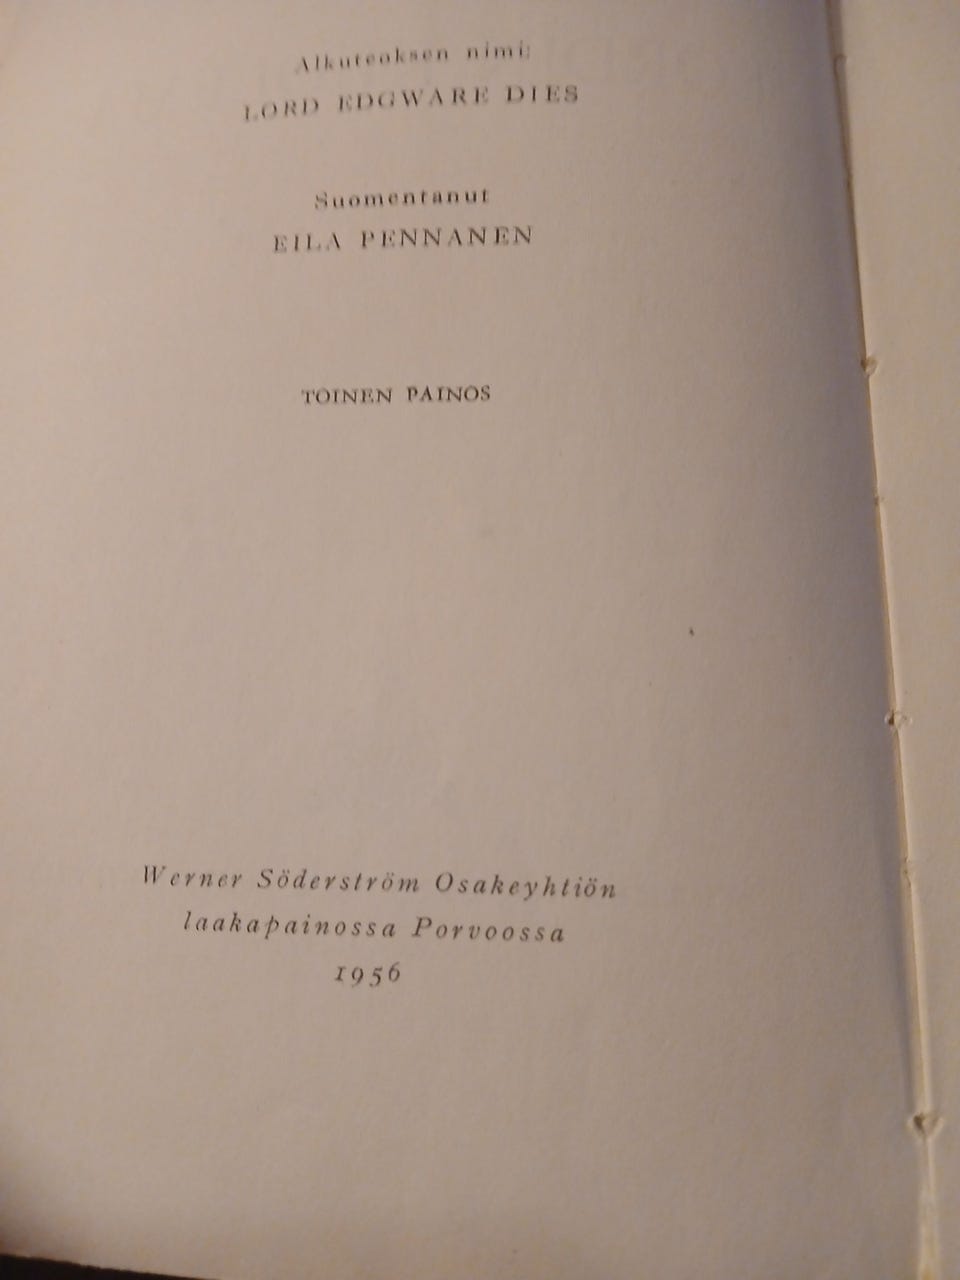 Alkuteoksen nimi:
LORD EDGWARE DIES
Suomentanut
EILA PENNANEN
TOINEN PAINOS
Werner Söderström Osakeyhtiön
laakapainossa Porvoossa
1956